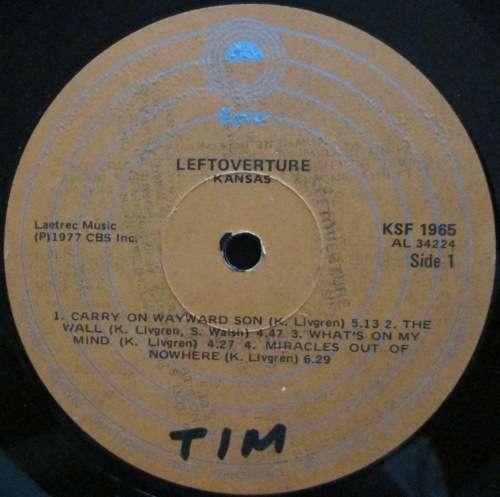 Epic
LEFTOVERTURE
KANSAS
Laetrec Music
(P)1977 CBS Inc.
KSF 1965
AL 34224
Side 1
1. CARRY ON WAYWARD SON (K. Livgren) 5.13 2. THE
WALL (K. Livgren, S. Walsh) 4.47 3. WHAT'S ON MY
MIND (K. Livgren) 4.27 4. MIRACLES OUT OF
NOWHERE (K. Livgren) 6.29
TIM